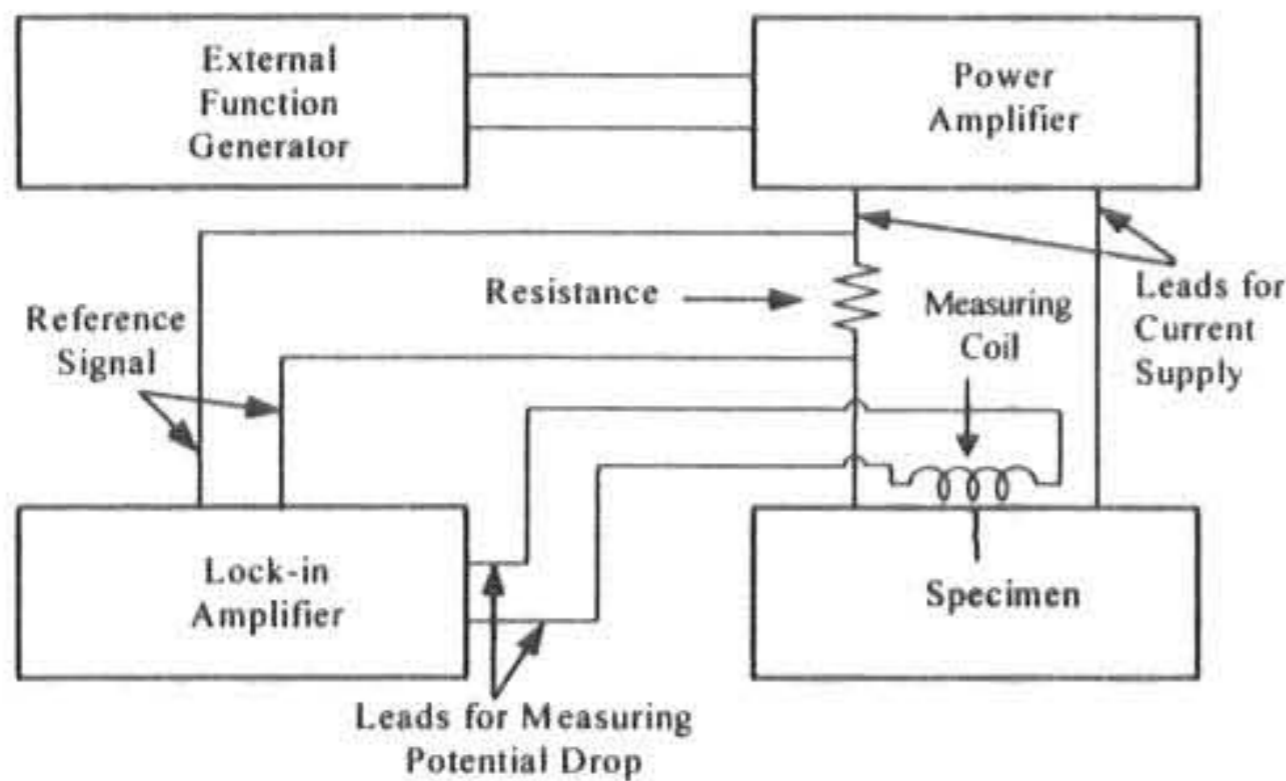 External
Function
Generator
Power
Amplifier
Resistance
Measuring
Coil
Leads for
Current
Supply
Reference
Signal
Lock-in
Amplifier
Specimen
Leads for Measuring
Potential Drop